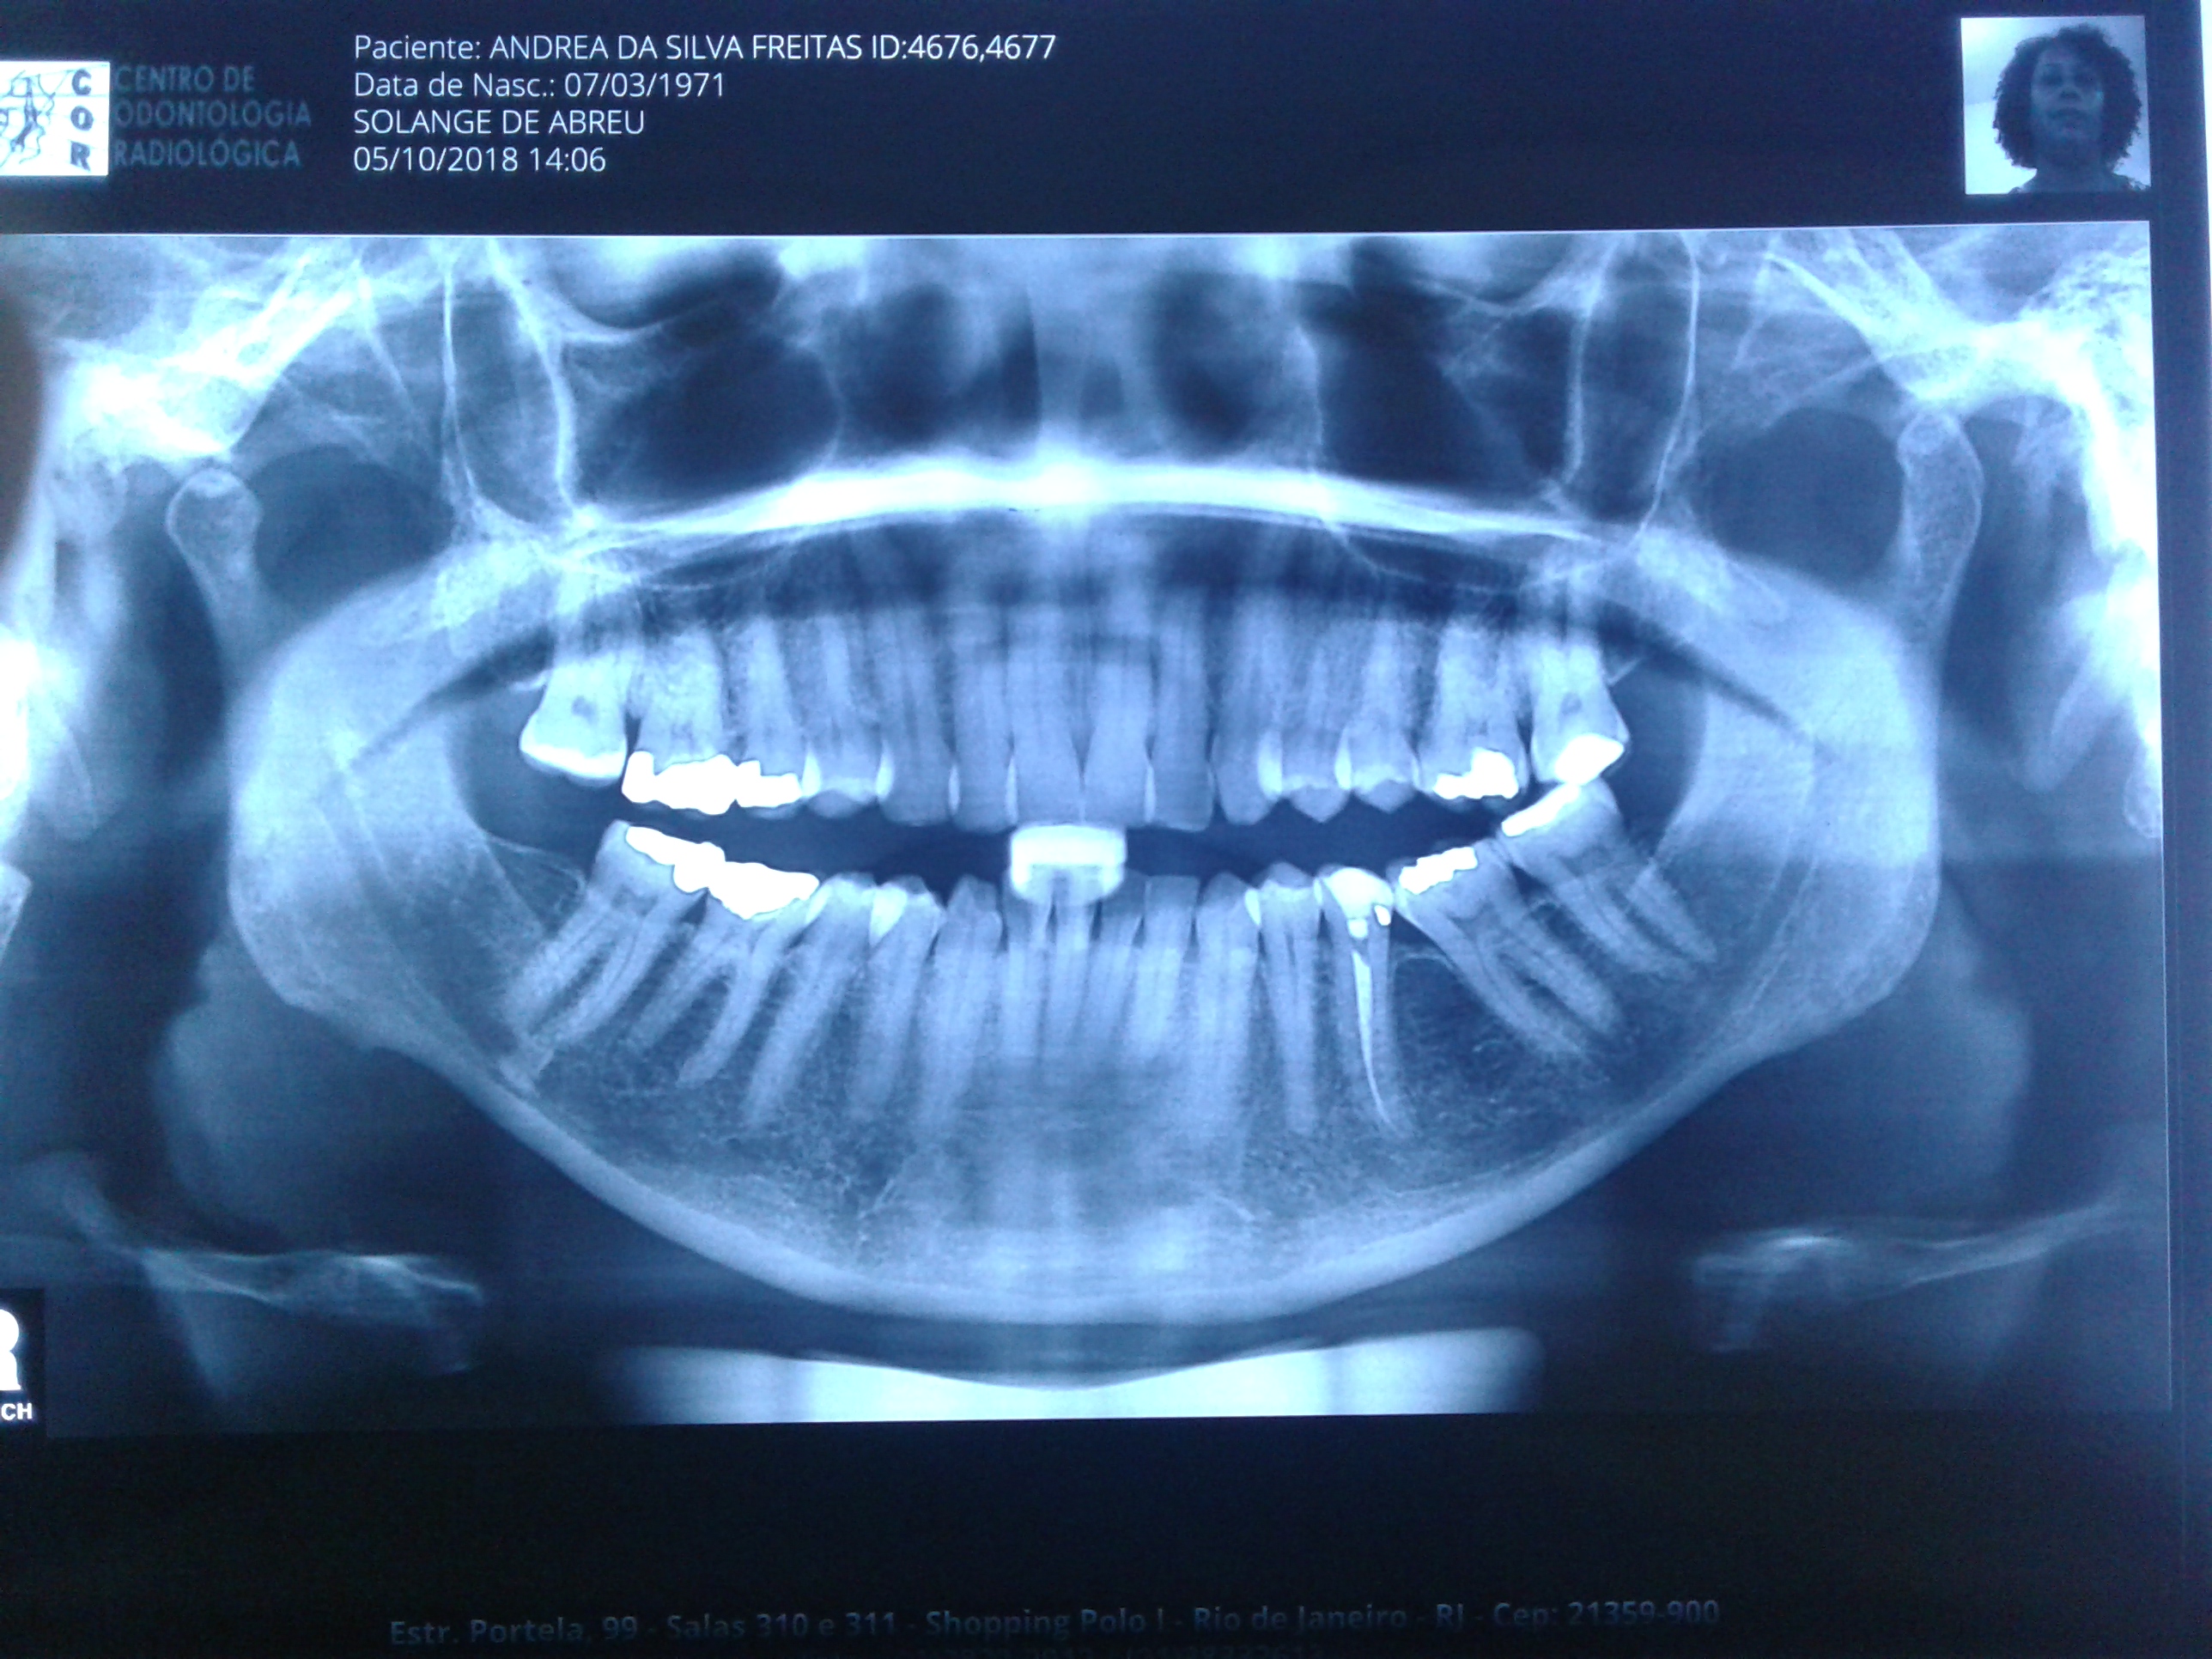 Paciente: ANDREA DA SILVA FREITAS ID:4676,4677
Data de Nasc.: 07/03/1971
SOLANGE DE ABREU
05/10/2018 14:06
C CENTRO DE
O ODONTOLOGIA
R RADIOLÓGICA
R
CH
Estr. Portela, 99 - Salas 310 e 311 - Shopping Polo I - Rio de Janeiro - RJ - Cep: 21359-900